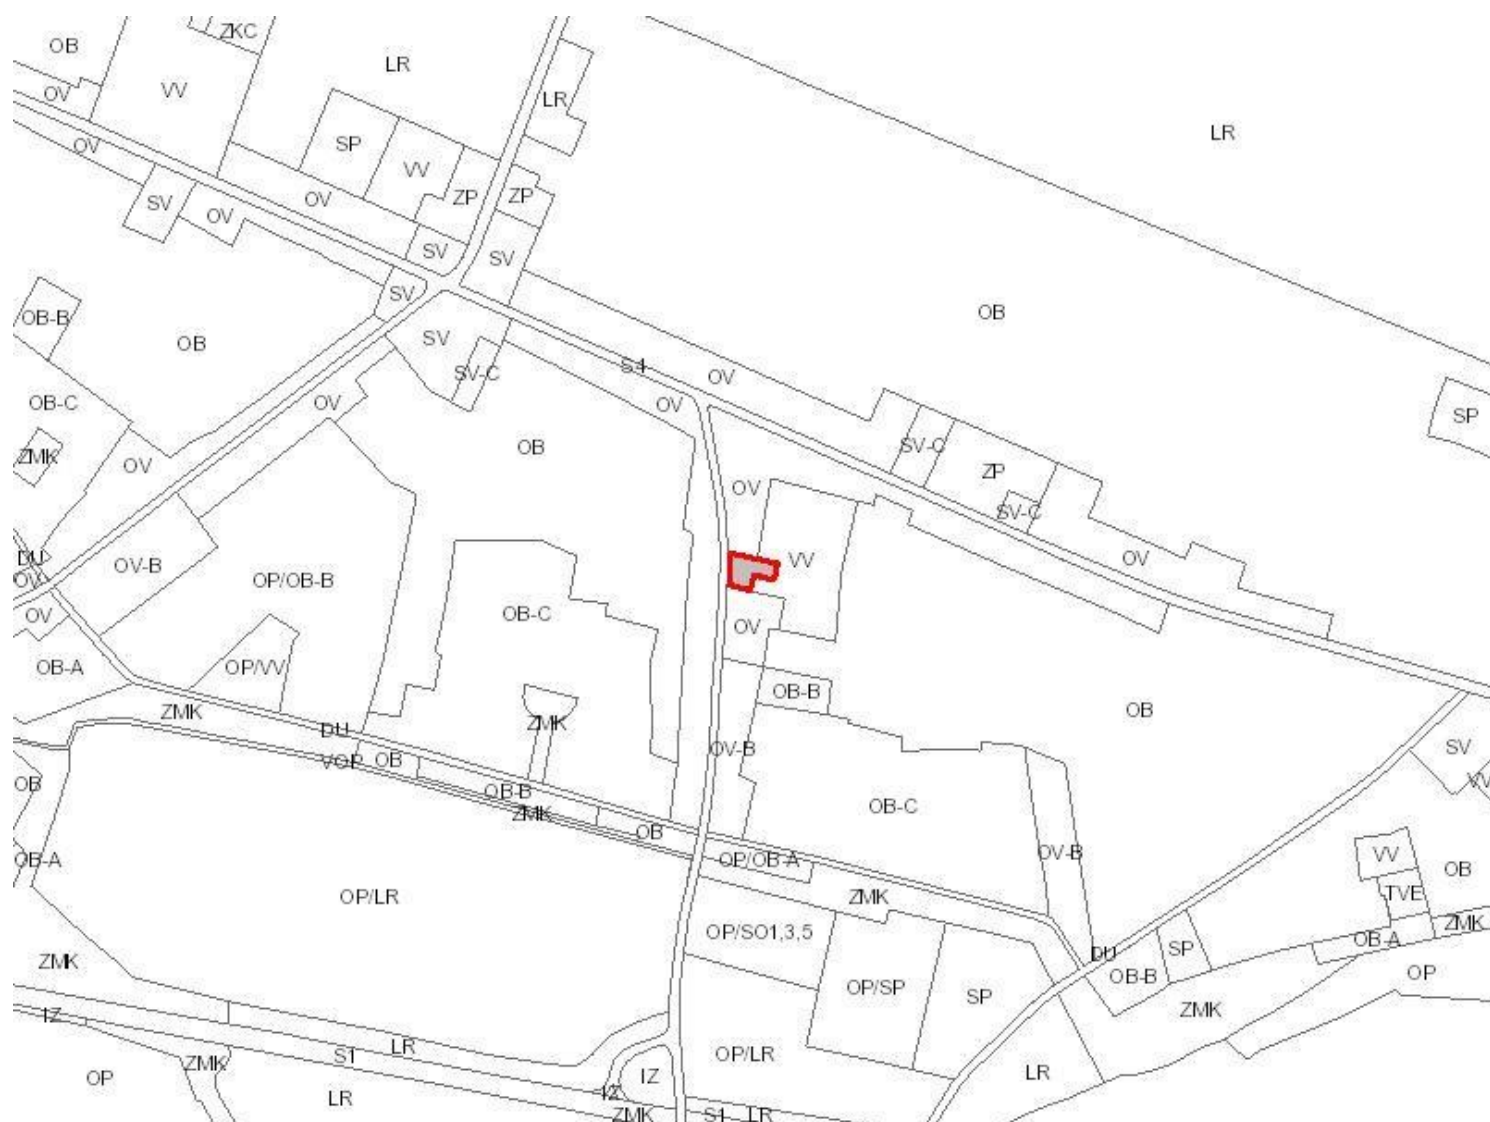 ZKC
OB
LR
VV
OV
LR
LR
OV
SP
VV
ZP
ZP
SV
OV
OV
SV
SV
SV
OB-B
OB
SV
OB
S4
SV-C
OV
OB-C
OV
OV
SP
OB
SV-C
ZMK
OV
ZP
OV
SV-C
DU
OV
OV-B
OP/OB-B
VV
OV
OV
OB-C
OV
OB-A
OP/VV
OB-B
ZMK
ZMK
OB
DU
VOP
OB
OV-B
SV
OB
OB-B
VV
ZMK
OB-C
OB
OB-A
OP/OB-A
OV-B
VV
OB
OP/LR
ZMK
TVE
OP/SO1,3,5
ZMK
OB-A
DU
SP
ZMK
OB-B
OP
OP/SP
SP
ZMK
IZ
LR
S1
OP/LR
ZMK
LR
OP
IZ
IZ
LR
ZMK
S1
LR